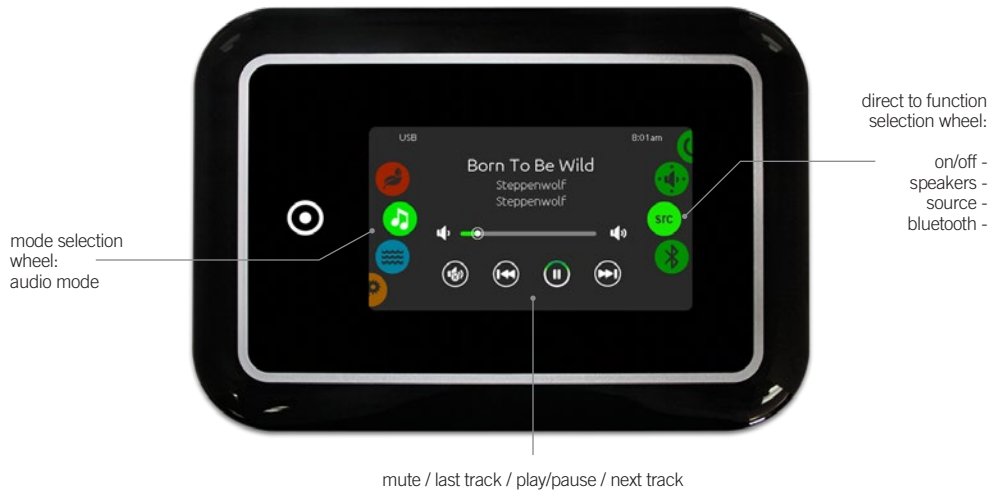 USB
8:01am
Born To Be Wild
Steppenwolf
Steppenwolf
src
direct to function
selection wheel:
on/off -
speakers -
source -
bluetooth -
mode selection
wheel:
audio mode
mute / last track / play/pause / next track